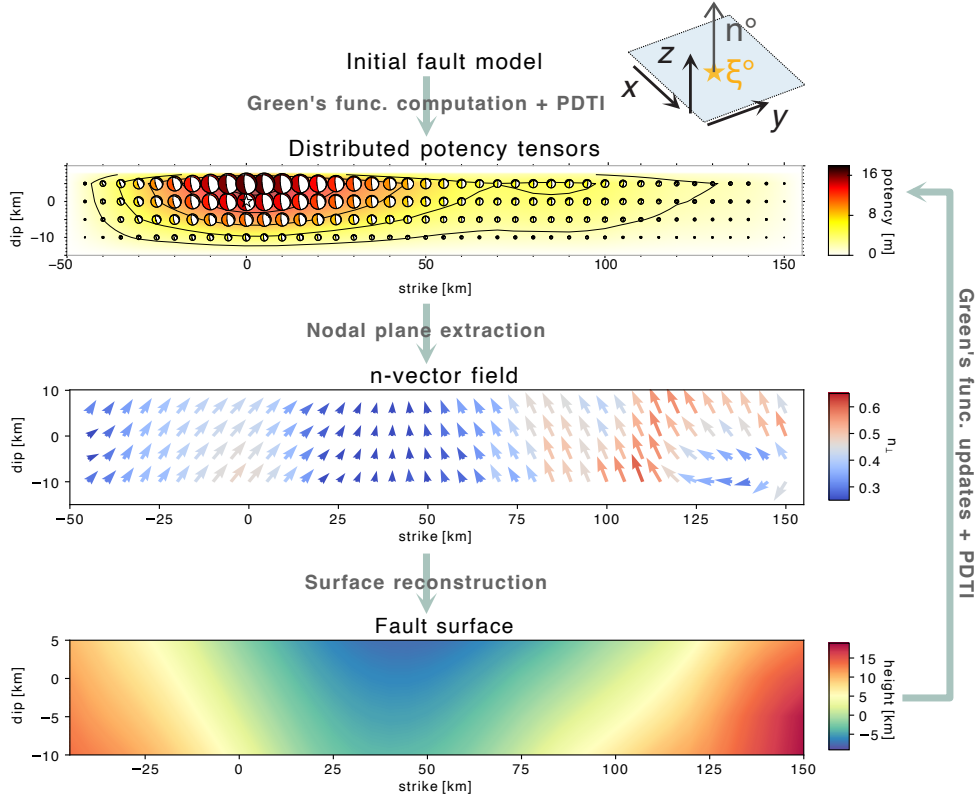 Initial fault model
n°
z
ξ°
x
y
Green's func. computation + PDTI
Distributed potency tensors
dip [km]
0
−10
−50
0
50
100
150
strike [km]
16
8
0
potency [m]
Nodal plane extraction
n-vector field
dip [km]
10
0
−10
−50
−25
0
25
50
75
100
125
150
strike [km]
0.6
0.5
0.4
0.3
n⊥
Surface reconstruction
Fault surface
dip [km]
5
0
−5
−10
−25
0
25
50
75
100
125
150
strike [km]
15
10
5
0
−5
height [km]
Green's func. updates + PDTI